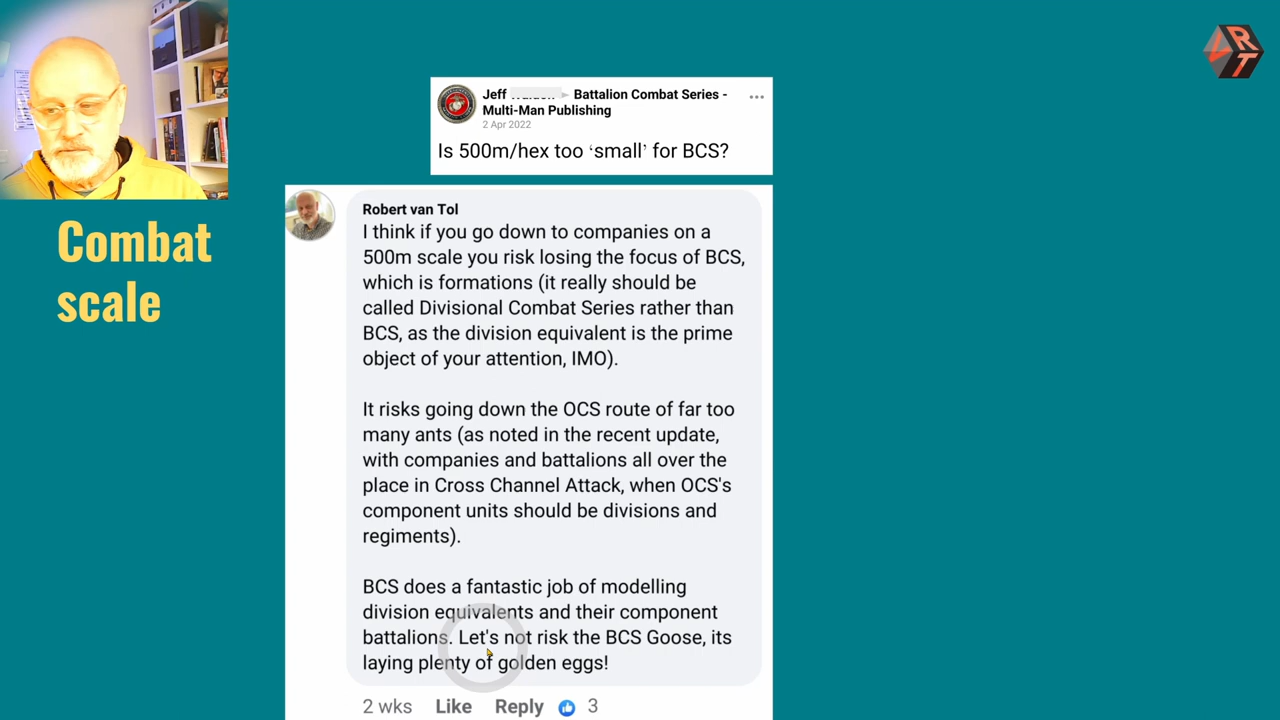 R
T
Jeff Battalion Combat Series -
Multi-Man Publishing
2 Apr 2022
Is 500m/hex too ‘small’ for BCS?
Combat
scale
Robert van Tol
I think if you go down to companies on a
500m scale you risk losing the focus of BCS,
which is formations (it really should be
called Divisional Combat Series rather than
BCS, as the division equivalent is the prime
object of your attention, IMO).
It risks going down the OCS route of far too
many ants (as noted in the recent update,
with companies and battalions all over the
place in Cross Channel Attack, when OCS's
component units should be divisions and
regiments).
BCS does a fantastic job of modelling
division equivalents and their component
battalions. Let's not risk the BCS Goose, its
laying plenty of golden eggs!
2 wks Like Reply 3